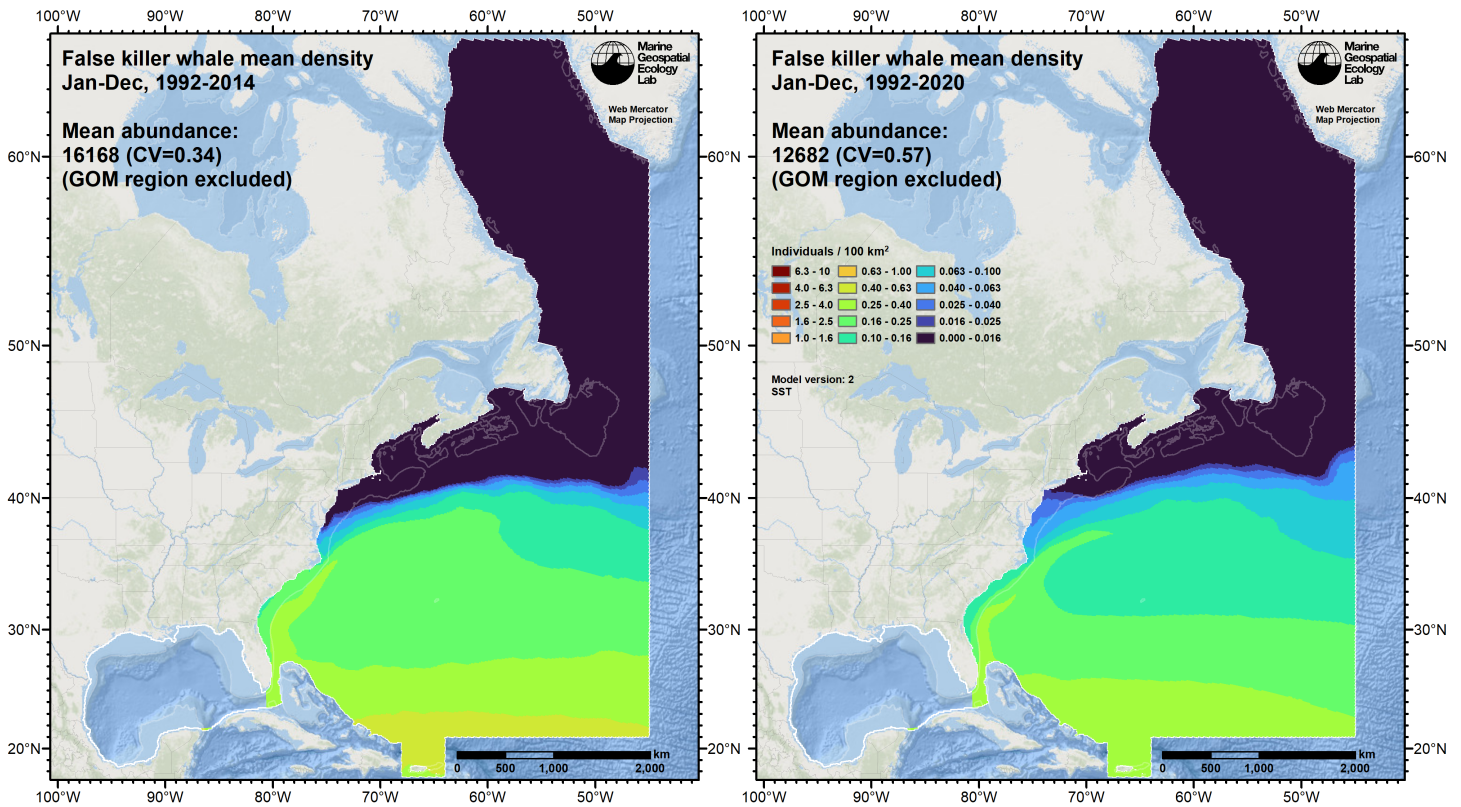 100°W 90°W 80°W 70°W 60°W 50°W
100°W 90°W 80°W 70°W 60°W 50°W
False killer whale mean density
Jan-Dec, 1992-2014
Mean abundance:
16168 (CV=0.34)
(GOM region excluded)
Marine
Geospatial
Ecology
Lab
Web Mercator
Map Projection
60°N
50°N
40°N
30°N
20°N
km
0 500 1,000 2,000
100°W 90°W 80°W 70°W 60°W 50°W
False killer whale mean density
Jan-Dec, 1992-2020
Mean abundance:
12682 (CV=0.57)
(GOM region excluded)
Marine
Geospatial
Ecology
Lab
Web Mercator
Map Projection
Individuals / 100 km²
6.3 - 10 0.63 - 1.00 0.063 - 0.100
4.0 - 6.3 0.40 - 0.63 0.040 - 0.063
2.5 - 4.0 0.25 - 0.40 0.025 - 0.040
1.6 - 2.5 0.16 - 0.25 0.016 - 0.025
1.0 - 1.6 0.10 - 0.16 0.000 - 0.016
Model version: 2
SST
60°N 60°N
50°N 50°N
40°N 40°N
30°N 30°N
20°N 20°N
km
0 500 1,000 2,000
100°W 90°W 80°W 70°W 60°W 50°W